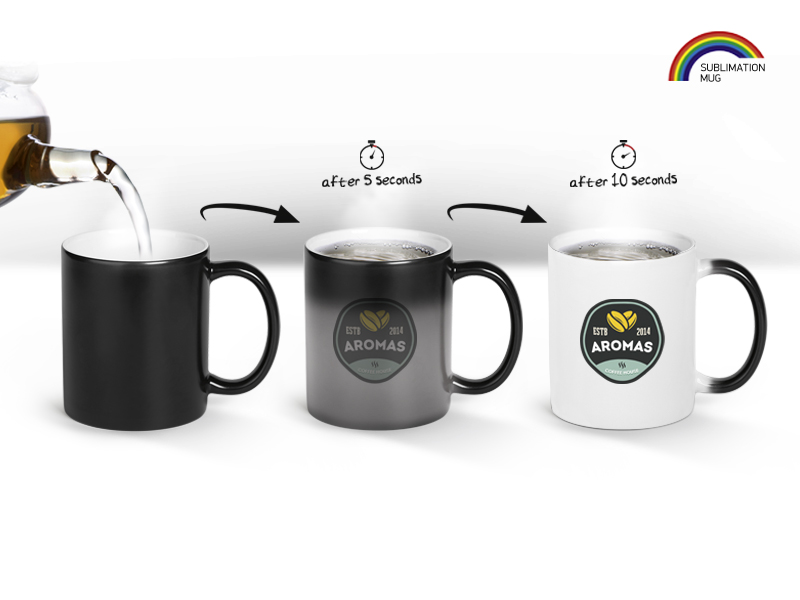 SUBLIMATION
MUG
after 5 seconds
after 10 seconds
ESTB 2014
AROMAS
ESTB 2014
AROMAS